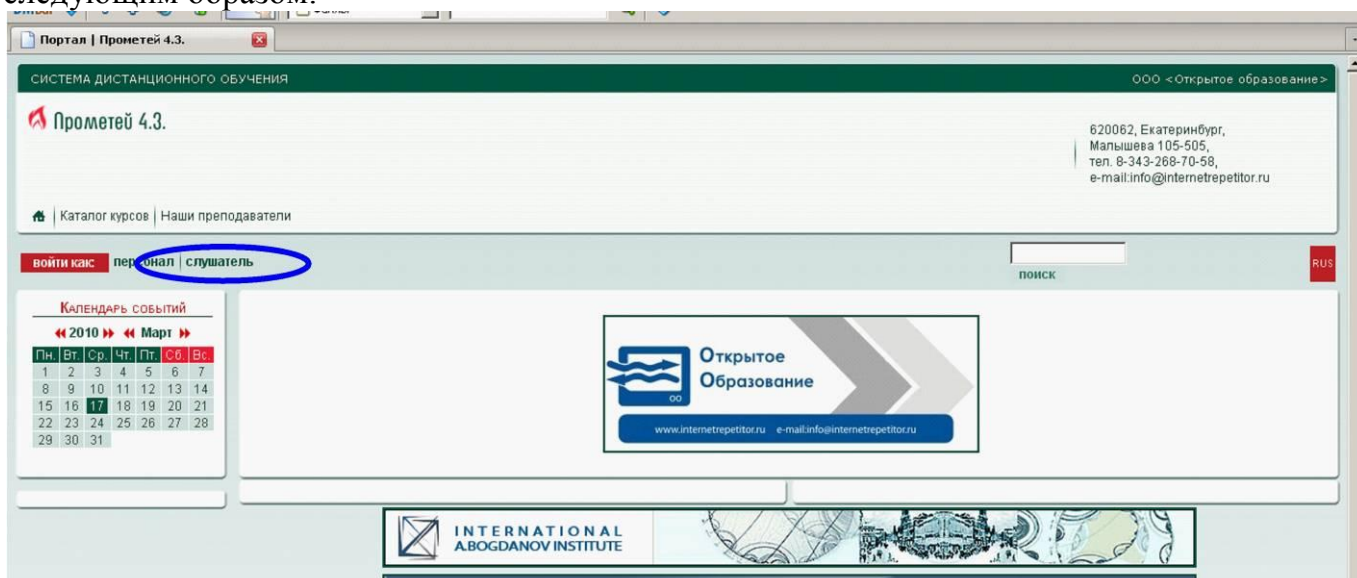 следующим образом:
Портал | Прометей 4.3.
СИСТЕМА ДИСТАНЦИОННОГО ОБУЧЕНИЯ
ООО <Открытое образование>
Прометей 4.3.
620062, Екатеринбург,
Малышева 105-505,
тел. 8-343-268-70-58,
e-mail:info@internetrepetitor.ru
Каталог курсов | Наши преподаватели
войти как: персонал | слушатель
поиск
RUS
Календарь событий
2010 Март
Пн. Вт. Ср. Чт. Пт. Сб. Вс.
1 2 3 4 5 6 7
8 9 10 11 12 13 14
15 16 17 18 19 20 21
22 23 24 25 26 27 28
29 30 31
Открытое
Образование
ОО
www.internetrepetitor.ru e-mail:info@internetrepetitor.ru
INTERNATIONAL
A.BOGDANOV INSTITUTE